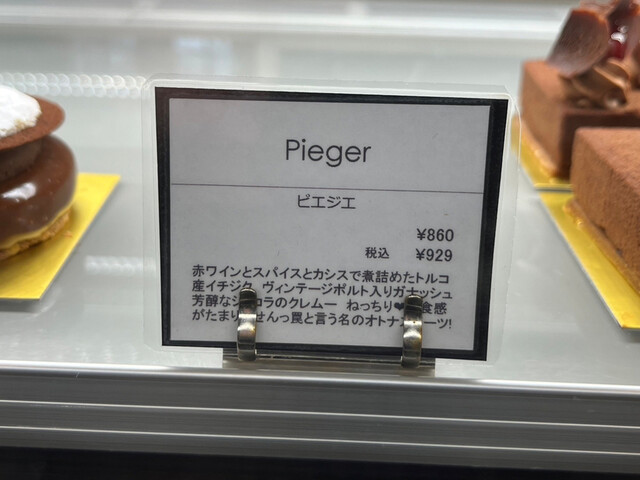 Pieger
ピエジエ
¥860
税込 ¥929
赤ワインとスパイスとカシスで煮詰めたトルコ
産イチジク ヴィンテージポルト入りガナッシュ
芳醇なショコラのクレムー ねっちり❤食感
がたまりせんっ罠と言う名のオトナスーツ!